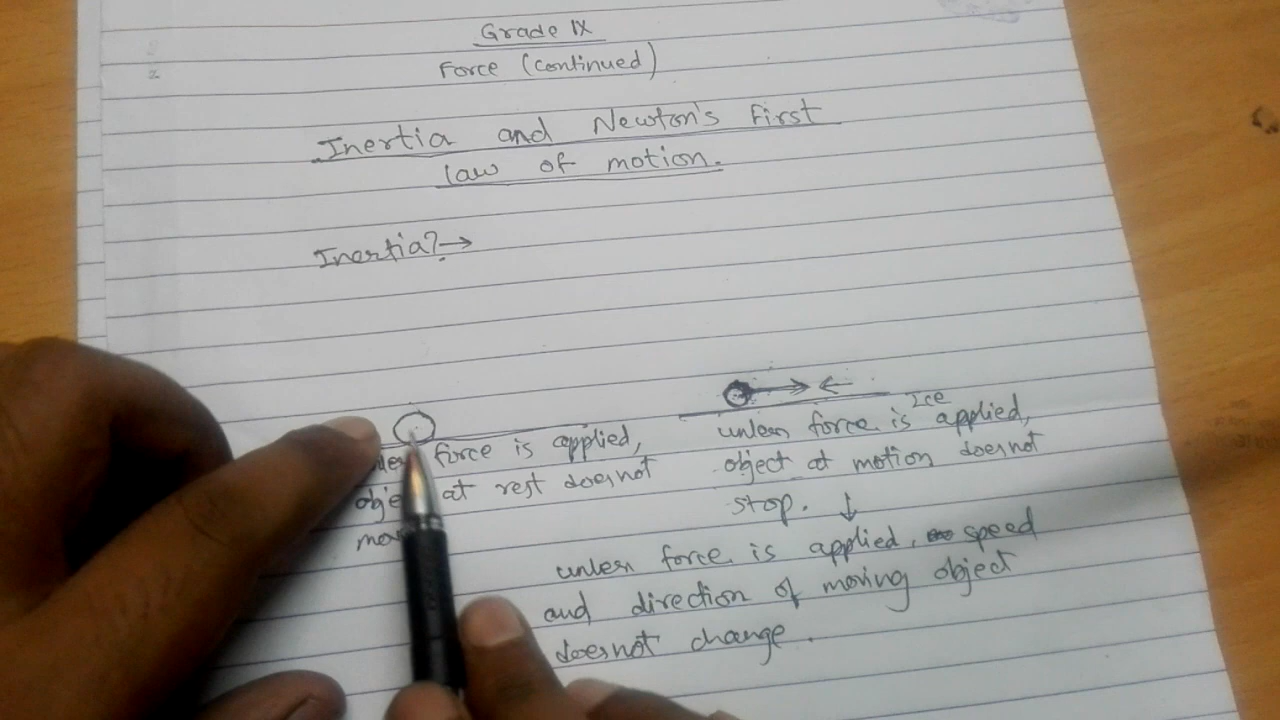 Grade IX
Force (Continued)
Inertia and Newton's First
law of motion.
Inertia? →
force is applied,
at rest doesnot
Ice
unless force is applied,
object at motion doesnot
stop. ↓
unless force is applied, speed
and direction of moving object
doesnot change.